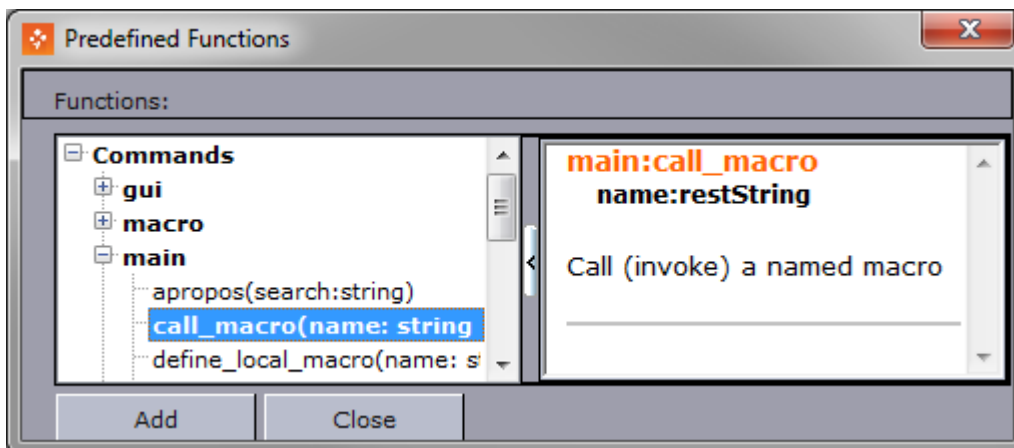 Predefined Functions
Functions:
Commands
gui
macro
main
apropos(search:string)
call_macro(name: string
define_local_macro(name: s
main:call_macro
name:restString
Call (invoke) a named macro
Add
Close